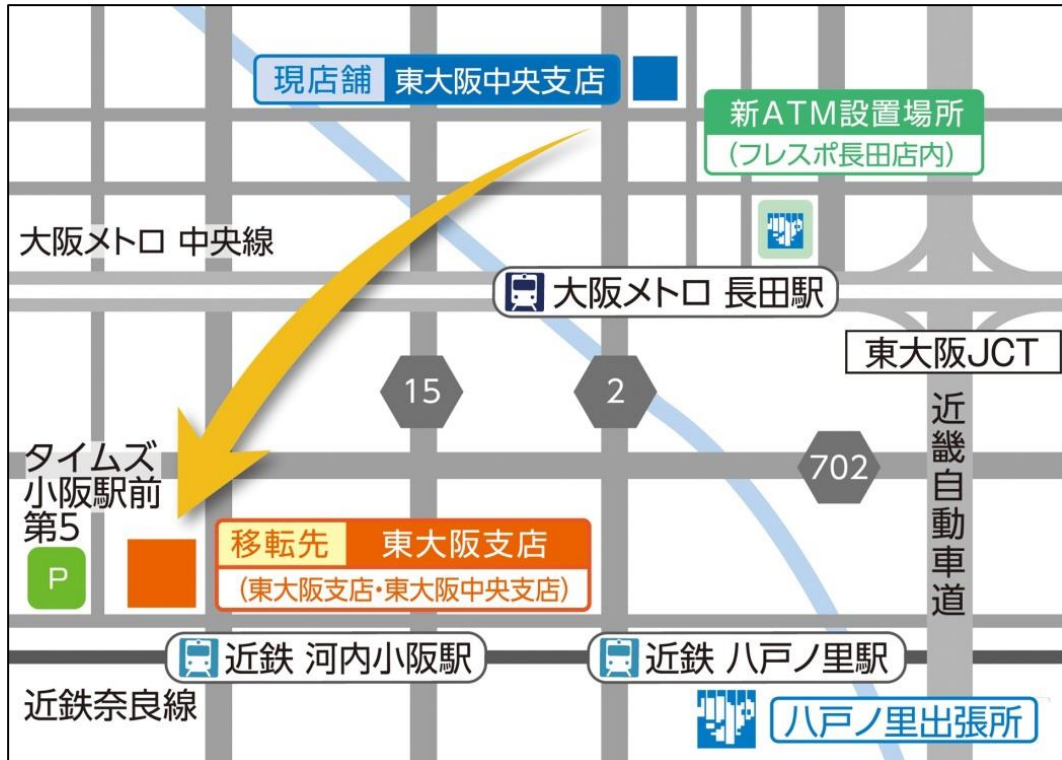 現店舗 東大阪中央支店
新ATM設置場所
(フレスポ長田店内)
大阪メトロ 中央線
大阪メトロ 長田駅
東大阪JCT
15
2
702
近畿自動車道
タイムズ
小阪駅前
第5
P
移転先 東大阪支店
(東大阪支店・東大阪中央支店)
近鉄 河内小阪駅
近鉄 八戸ノ里駅
近鉄奈良線
八戸ノ里出張所